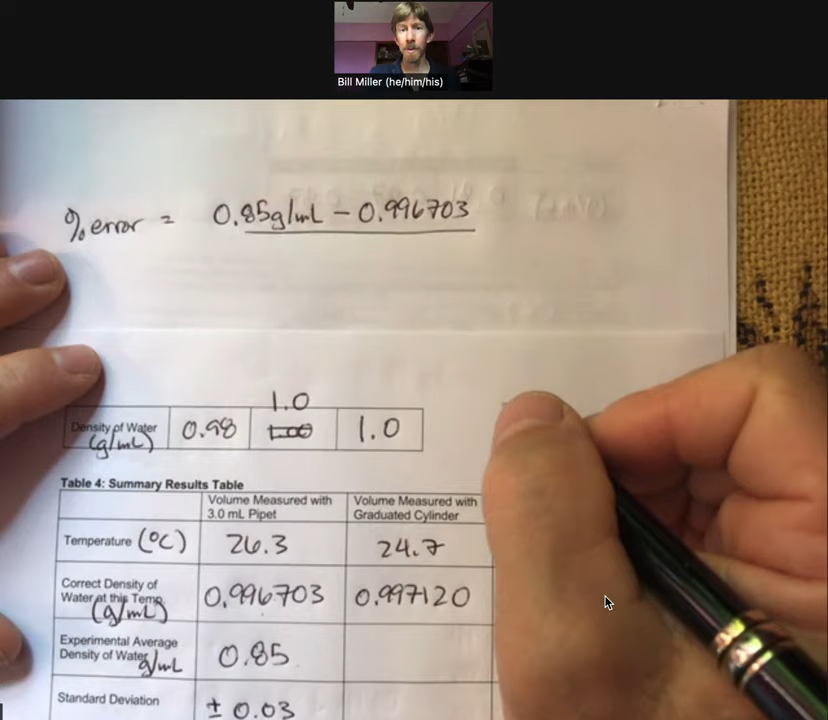 Bill Miller (he/him/his)
% error = 0.85g/mL - 0.996703
1.0
Density of Water (g/mL) 0.98 1.00 1.0
Table 4: Summary Results Table
Volume Measured with 3.0 mL Pipet Volume Measured with Graduated Cylinder
Temperature (°C) 26.3 24.7
Correct Density of Water at this Temp. (g/mL) 0.996703 0.997120
Experimental Average Density of Water g/mL 0.85
Standard Deviation ± 0.03